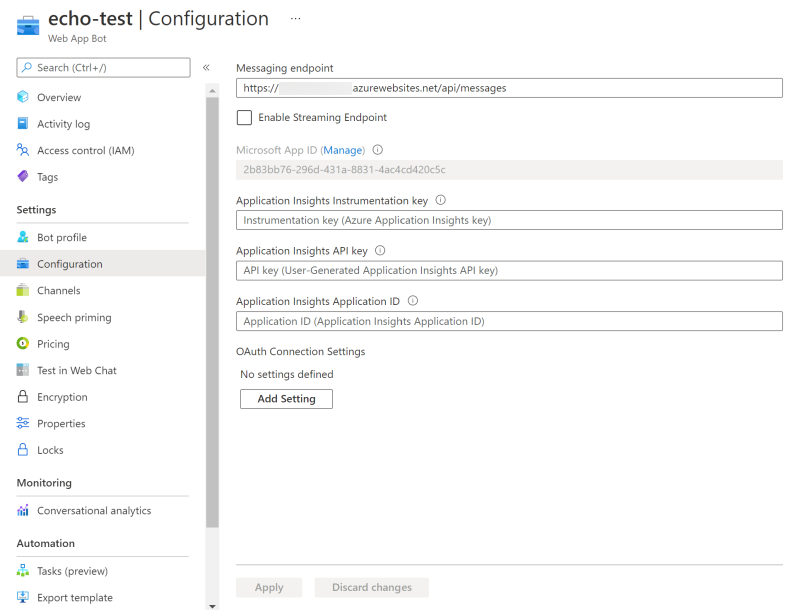 echo-test | Configuration ...
Web App Bot
Search (Ctrl+/)
«
Overview
Activity log
Access control (IAM)
Tags
Settings
Bot profile
Configuration
Channels
Speech priming
Pricing
Test in Web Chat
Encryption
Properties
Locks
Monitoring
Conversational analytics
Automation
Tasks (preview)
Export template
Messaging endpoint
https:// azurewebsites.net/api/messages
Enable Streaming Endpoint
Microsoft App ID (Manage)
2b83bb76-296d-431a-8831-4ac4cd420c5c
Application Insights Instrumentation key
Instrumentation key (Azure Application Insights key)
Application Insights API key
API key (User-Generated Application Insights API key)
Application Insights Application ID
Application ID (Application Insights Application ID)
OAuth Connection Settings
No settings defined
Add Setting
Apply Discard changes